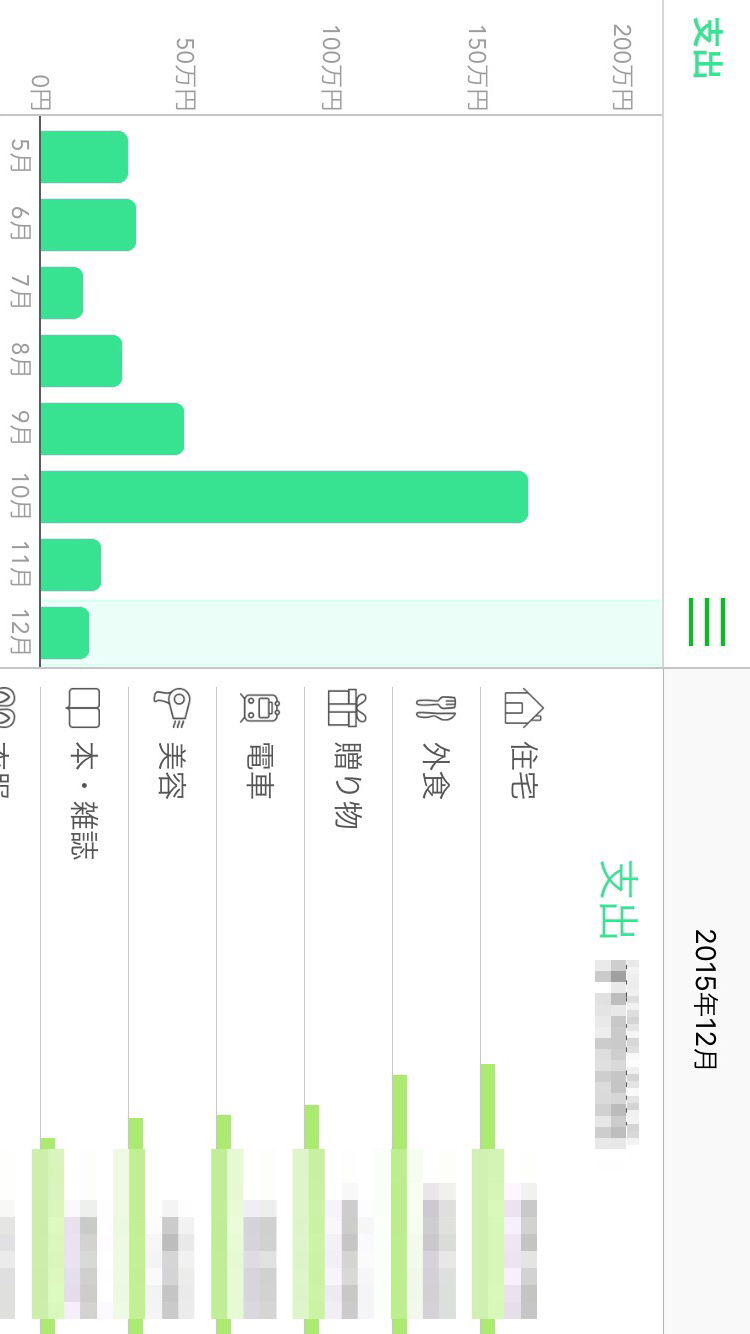 支出
200万円
150万円
100万円
50万円
0円
5月
6月
7月
8月
9月
10月
11月
12月
2015年12月
支出
住宅
外食
贈り物
電車
美容
本・雑誌